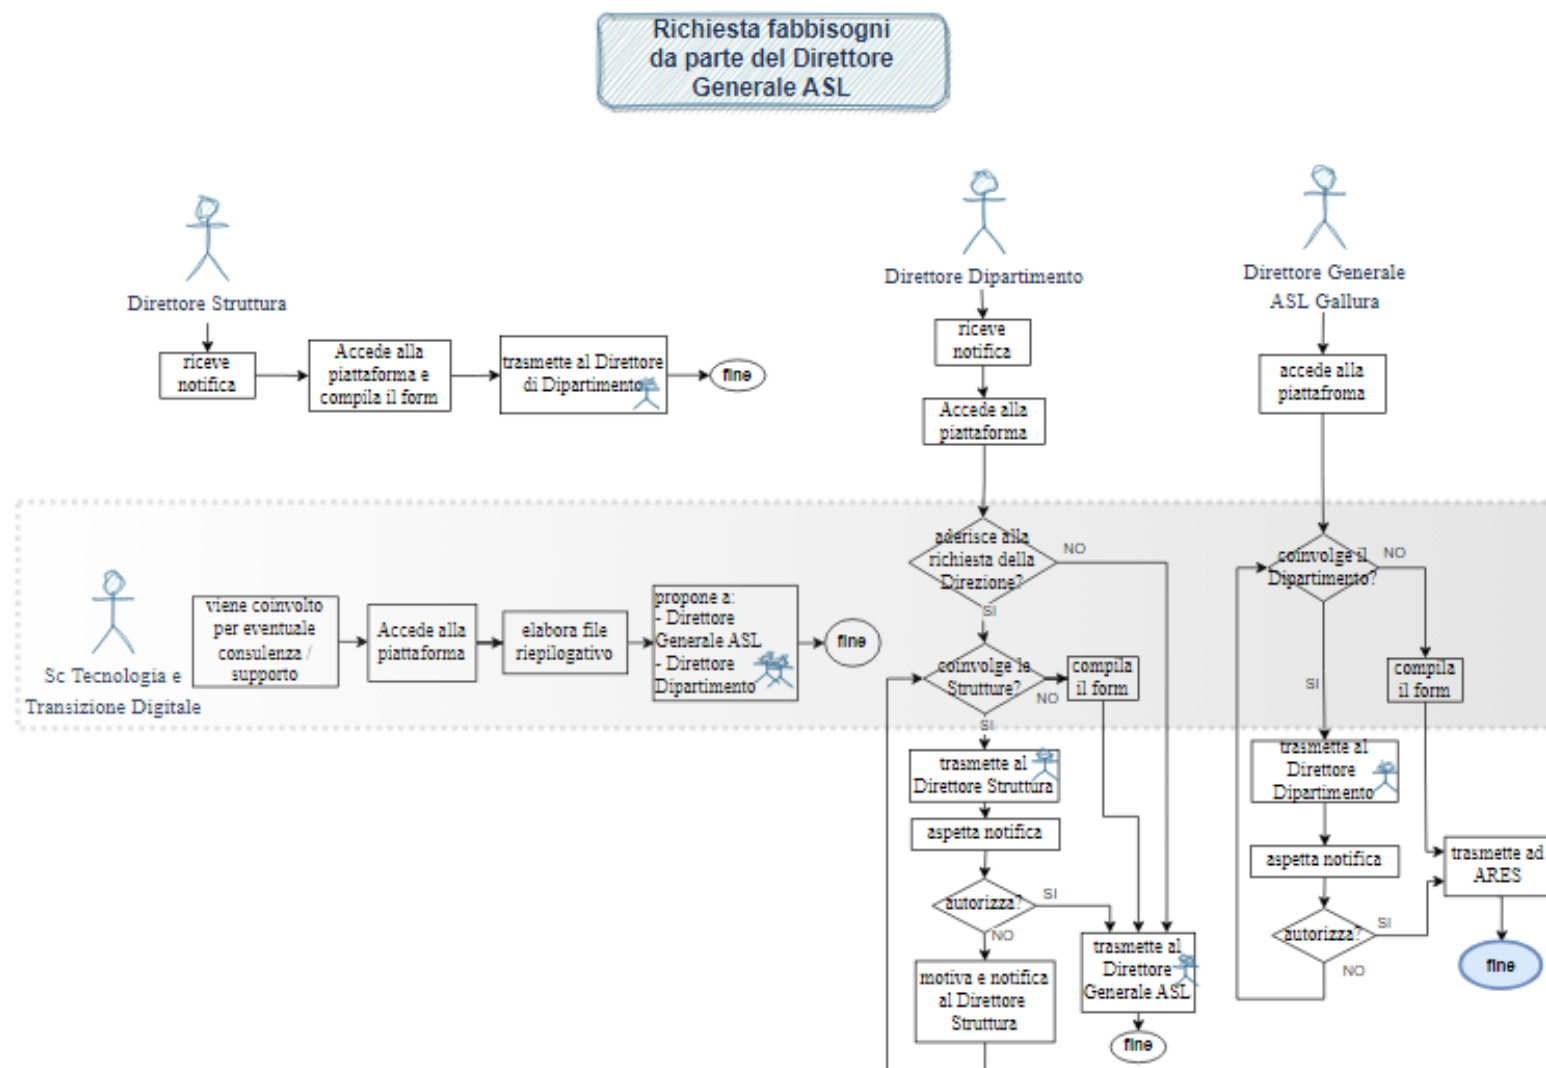 Richiesta fabbisogni
da parte del Direttore
Generale ASL
Direttore Struttura
riceve
notifica
Accede alla
piattaforma e
compila il form
trasmette al Direttore
di Dipartimento
fine
Direttore Dipartimento
riceve
notifica
Accede alla
piattaforma
Direttore Generale
ASL Gallura
accede alla
piattafroma
Sc Tecnologia e
Transizione Digitale
viene coinvolto
per eventuale
consulenza /
supporto
Accede alla
piattaforma
elabora file
riepilogativo
propone a:
- Direttore
Generale ASL
- Direttore
Dipartimento
fine
aderisce alla
richiesta della
Direzione?
NO
SI
coinvolge le
Strutture?
NO
compila
il form
SI
trasmette al
Direttore Struttura
aspetta notifica
autorizza?
SI
NO
motiva e notifica
al Direttore
Struttura
trasmette al
Direttore
Generale ASL
fine
coinvolge il
Dipartimento?
NO
compila
il form
SI
trasmette al
Direttore
Dipartimento
aspetta notifica
autorizza?
SI
NO
trasmette ad
ARES
fine